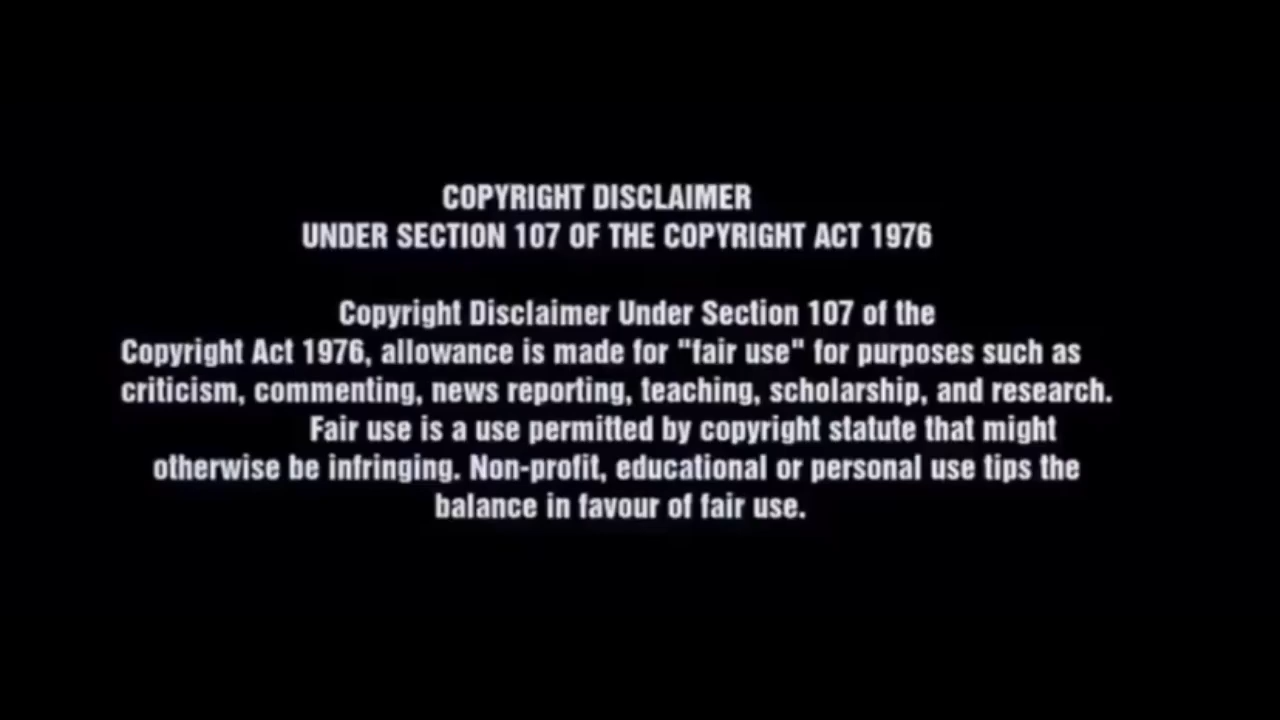 COPYRIGHT DISCLAIMER
UNDER SECTION 107 OF THE COPYRIGHT ACT 1976
Copyright Disclaimer Under Section 107 of the
Copyright Act 1976, allowance is made for "fair use" for purposes such as
criticism, commenting, news reporting, teaching, scholarship, and research.
Fair use is a use permitted by copyright statute that might
otherwise be infringing. Non-profit, educational or personal use tips the
balance in favour of fair use.